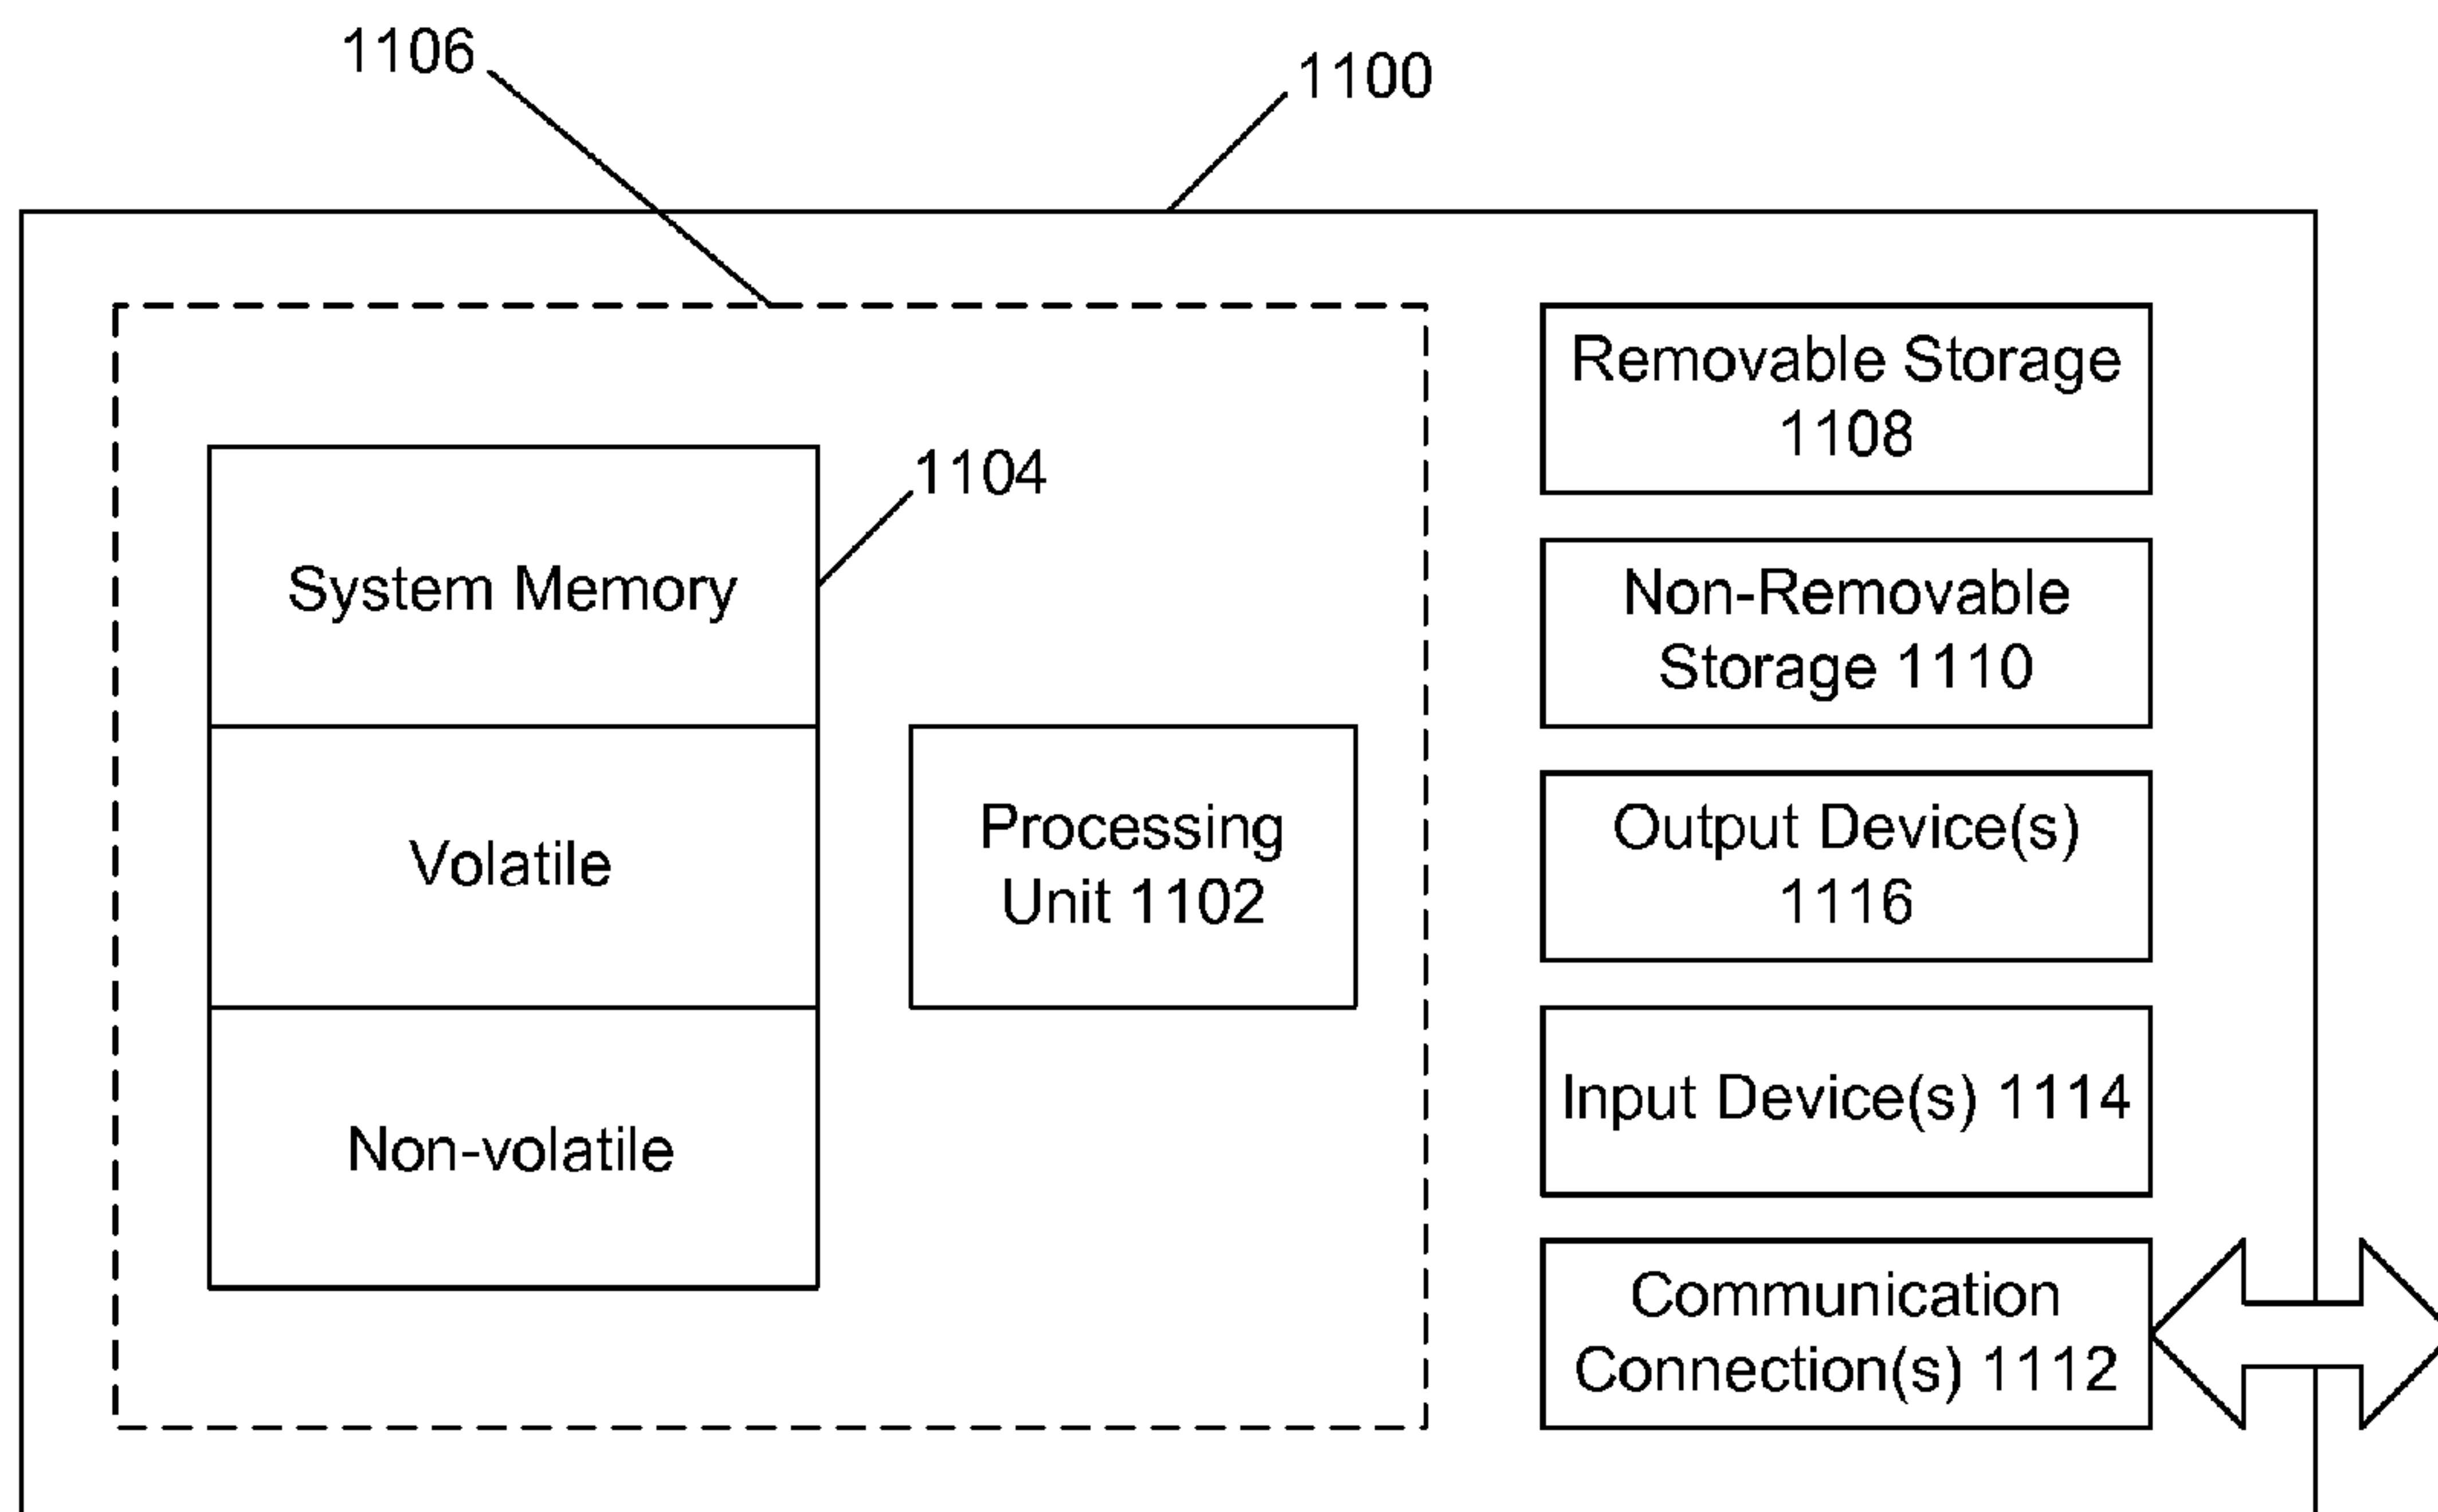 1106
1100
1104
System Memory
Volatile
Non-volatile
Processing
Unit 1102
Removable Storage
1108
Non-Removable
Storage 1110
Output Device(s)
1116
Input Device(s) 1114
Communication
Connection(s) 1112